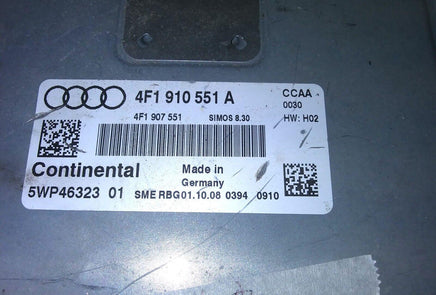 4F1 910 551 A CCAA
0030
4F1 907 551 SIMOS 8.30 HW: H02
Continental Made in
Germany
5WP46323 01 SME RBG01.10.08 0394 0910